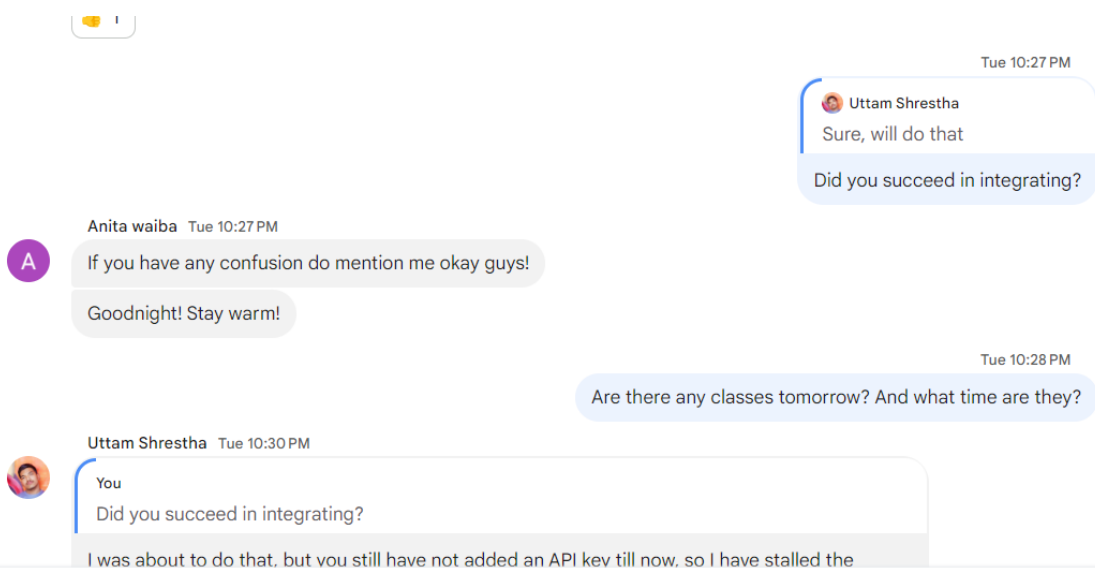 👍 1
Tue 10:27 PM
Uttam Shrestha
Sure, will do that
Did you succeed in integrating?
Anita waiba Tue 10:27 PM
A
If you have any confusion do mention me okay guys!
Goodnight! Stay warm!
Tue 10:28 PM
Are there any classes tomorrow? And what time are they?
Uttam Shrestha Tue 10:30 PM
You
Did you succeed in integrating?
I was about to do that, but you still have not added an API key till now, so I have stalled the